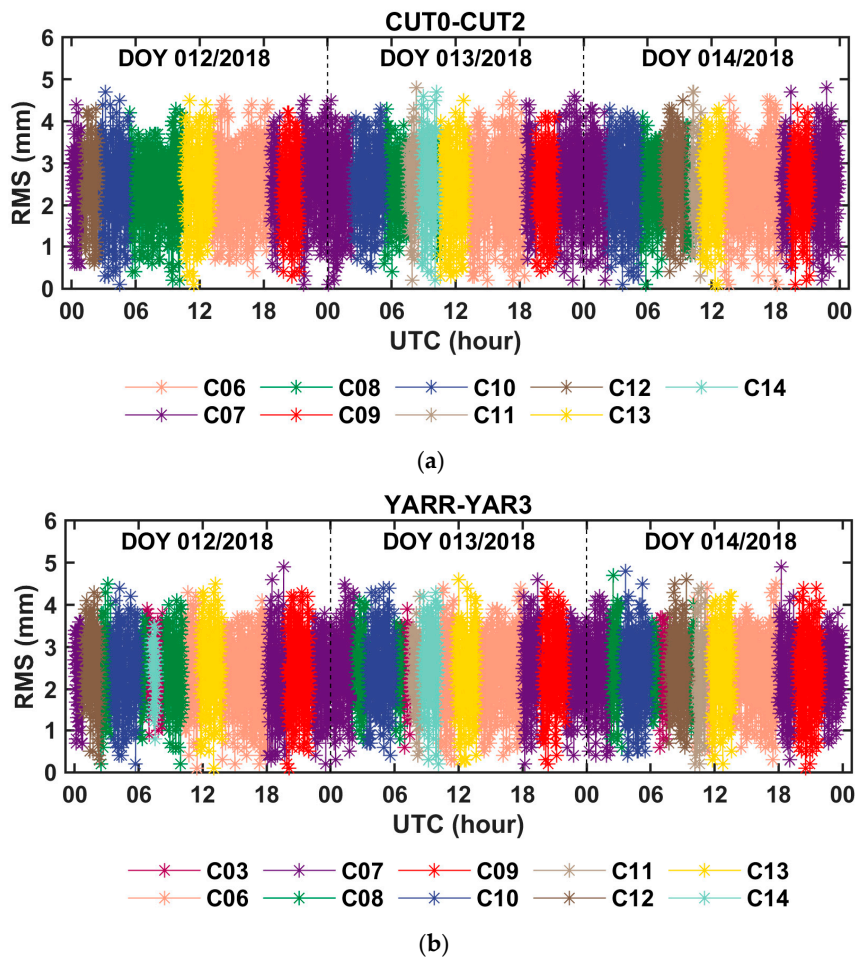 CUT0-CUT2
6
DOY 012/2018 DOY 013/2018 DOY 014/2018
5
4
3
2
1
0
RMS (mm)
00 06 12 18 00 06 12 18 00 06 12 18 00
UTC (hour)
C06 C08 C10 C12 C14
C07 C09 C11 C13
(a)
YARR-YAR3
6
DOY 012/2018 DOY 013/2018 DOY 014/2018
5
4
3
2
1
0
RMS (mm)
00 06 12 18 00 06 12 18 00 06 12 18 00
UTC (hour)
C03 C07 C09 C11 C13
C06 C08 C10 C12 C14
(b)